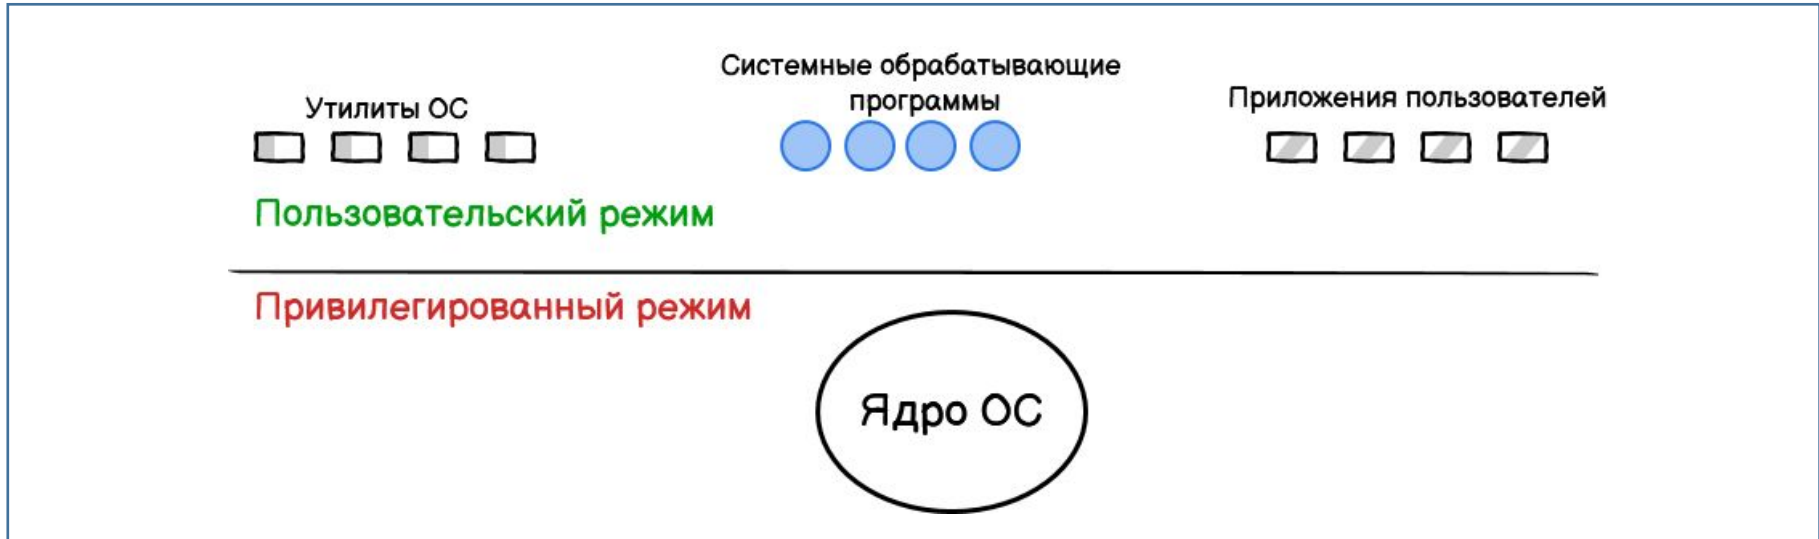 Системные обрабатывающие
программы
Утилиты ОС
Приложения пользователей
Пользовательский режим
Привилегированный режим
Ядро ОС